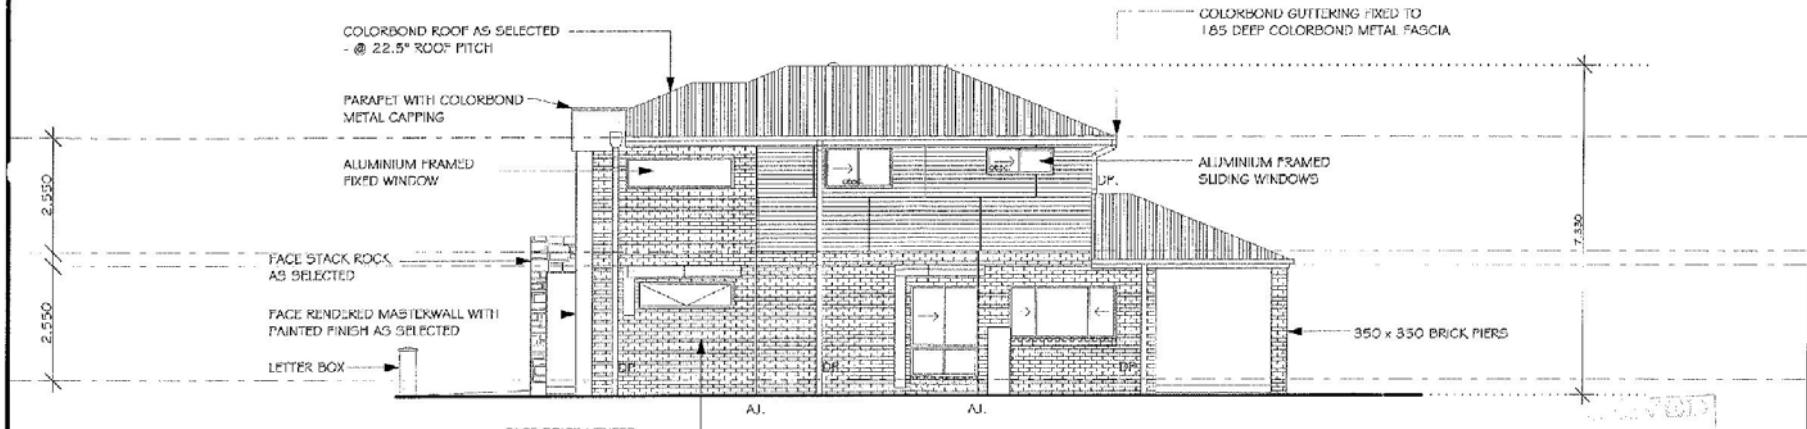 COLORBOND ROOF AS SELECTED
- @ 22.5° ROOF PITCH
COLORBOND GUTTERING FIXED TO
185 DEEP COLORBOND METAL FASCIA
PARAPET WITH COLORBOND
METAL CAPPING
ALUMINIUM FRAMED
FIXED WINDOW
ALUMINIUM FRAMED
SLIDING WINDOWS
DP.
2,550
7,330
FACE STACK ROCK
AS SELECTED
FACE RENDERED MASTERWALL WITH
PAINTED FINISH AS SELECTED
2,550
350 x 350 BRICK PIERS
LETTER BOX
DP.
DP.
DP.
AJ.
AJ.
FACE BRICK VENEER